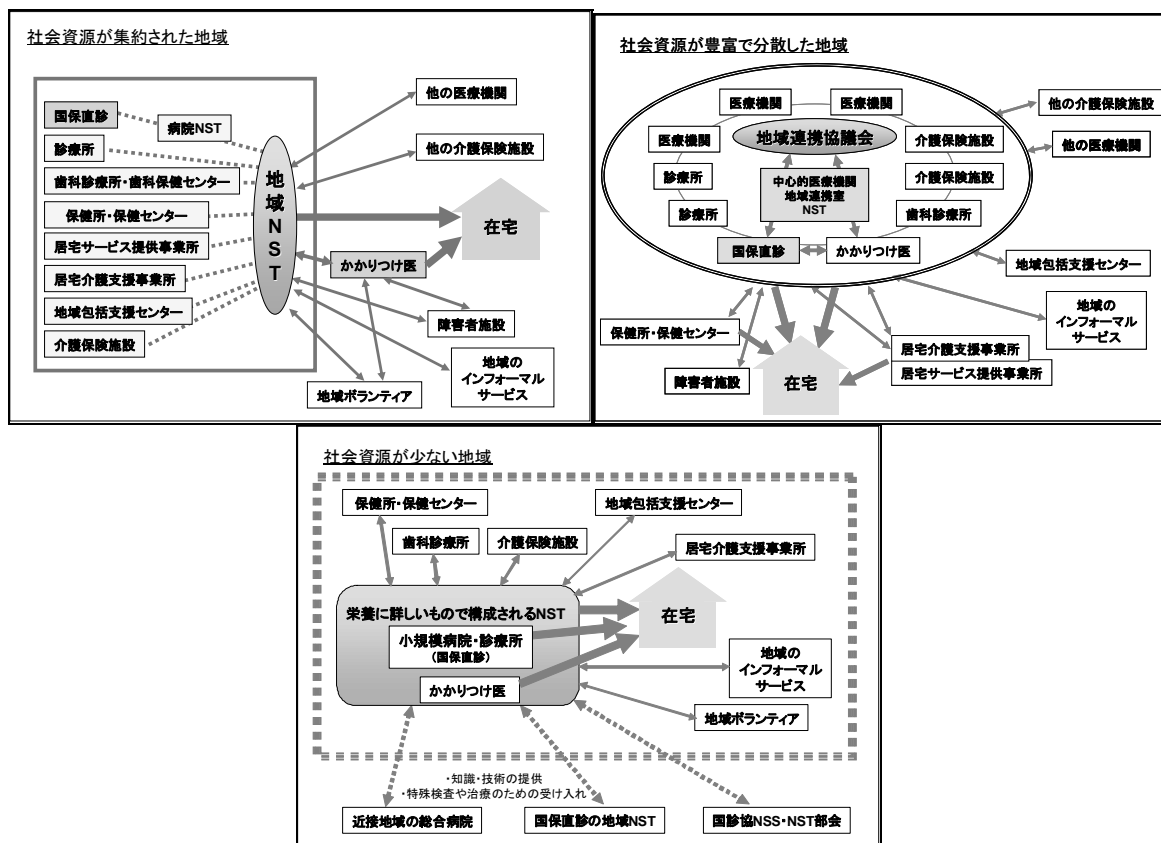 社会資源が集約された地域
国保直診
病院NST
診療所
歯科診療所・歯科保健センター
保健所・保健センター
居宅サービス提供事業所
居宅介護支援事業所
地域包括支援センター
介護保険施設
地域NST
他の医療機関
他の介護保険施設
在宅
かかりつけ医
障害者施設
地域の
インフォーマル
サービス
地域ボランティア
社会資源が豊富で分散した地域
医療機関
医療機関
医療機関
地域連携協議会
介護保険施設
診療所
中心的医療機関
地域連携室
NST
介護保険施設
診療所
歯科診療所
国保直診
かかりつけ医
他の介護保険施設
他の医療機関
地域包括支援センター
地域の
インフォーマル
サービス
保健所・保健センター
障害者施設
在宅
居宅介護支援事業所
居宅サービス提供事業所
社会資源が少ない地域
保健所・保健センター
地域包括支援センター
歯科診療所
介護保険施設
居宅介護支援事業所
栄養に詳しいもので構成されるNST
小規模病院・診療所
(国保直診)
かかりつけ医
在宅
地域の
インフォーマル
サービス
地域ボランティア
・知識・技術の提供
・特殊検査や治療のための受け入れ
近接地域の総合病院
国保直診の地域NST
国診協NSS・NST部会